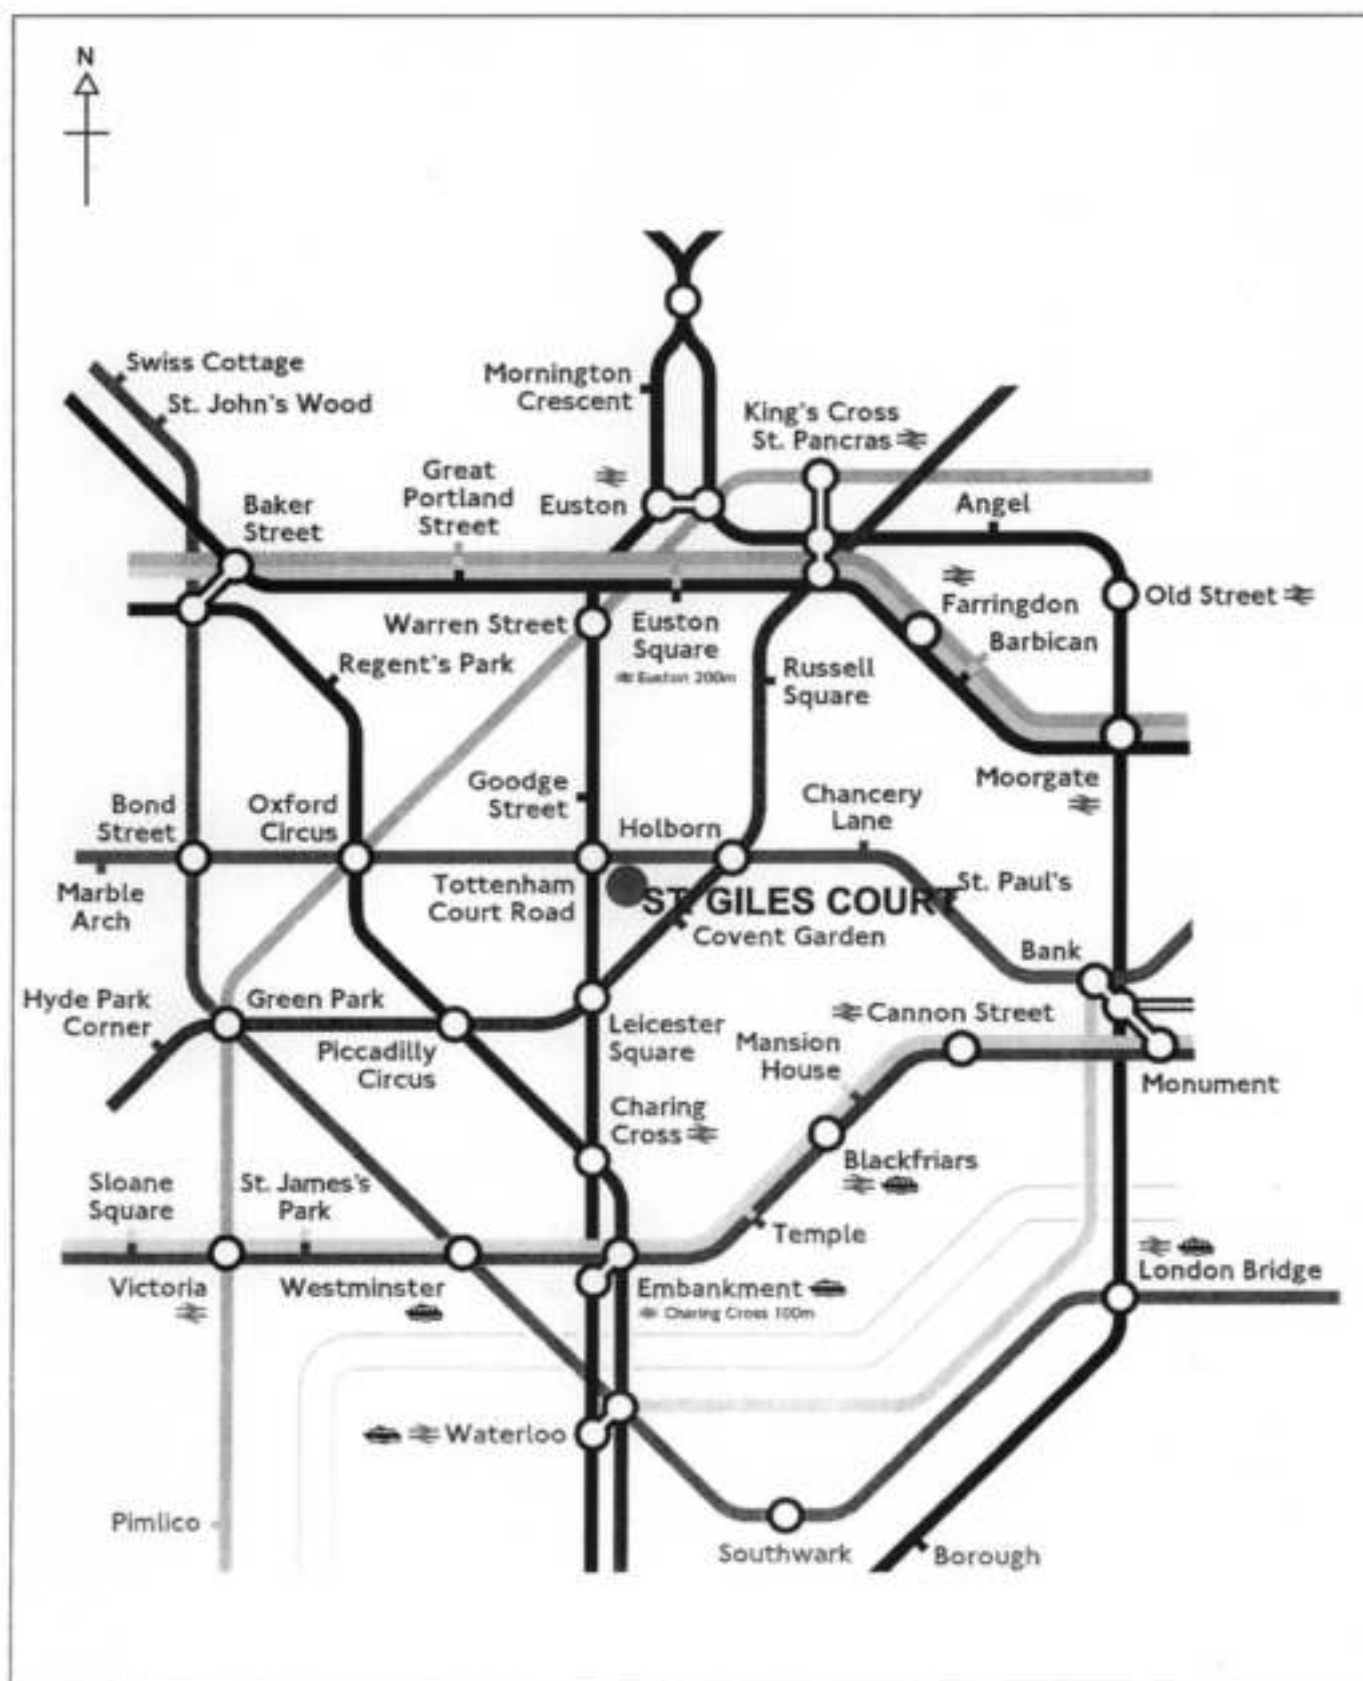 N
Swiss Cottage
St. John's Wood
Mornington
Crescent
King's Cross
St. Pancras
Great
Portland
Street
Baker
Street
Euston
Angel
Old Street
Farringdon
Barbican
Warren Street
Euston
Square
Euston 200m
Regent's Park
Russell
Square
Moorgate
Goodge
Street
Chancery
Lane
Bond
Street
Oxford
Circus
Holborn
Marble
Arch
Tottenham
Court Road
ST. GILES COURT
St. Paul's
Covent Garden
Bank
Hyde Park
Corner
Green Park
Piccadilly
Circus
Leicester
Square
Cannon Street
Mansion
House
Monument
Charing
Cross
Blackfriars
Sloane
Square
St. James's
Park
Temple
Victoria
Westminster
Embankment
Charing Cross 100m
London Bridge
Waterloo
Pimlico
Southwark
Borough